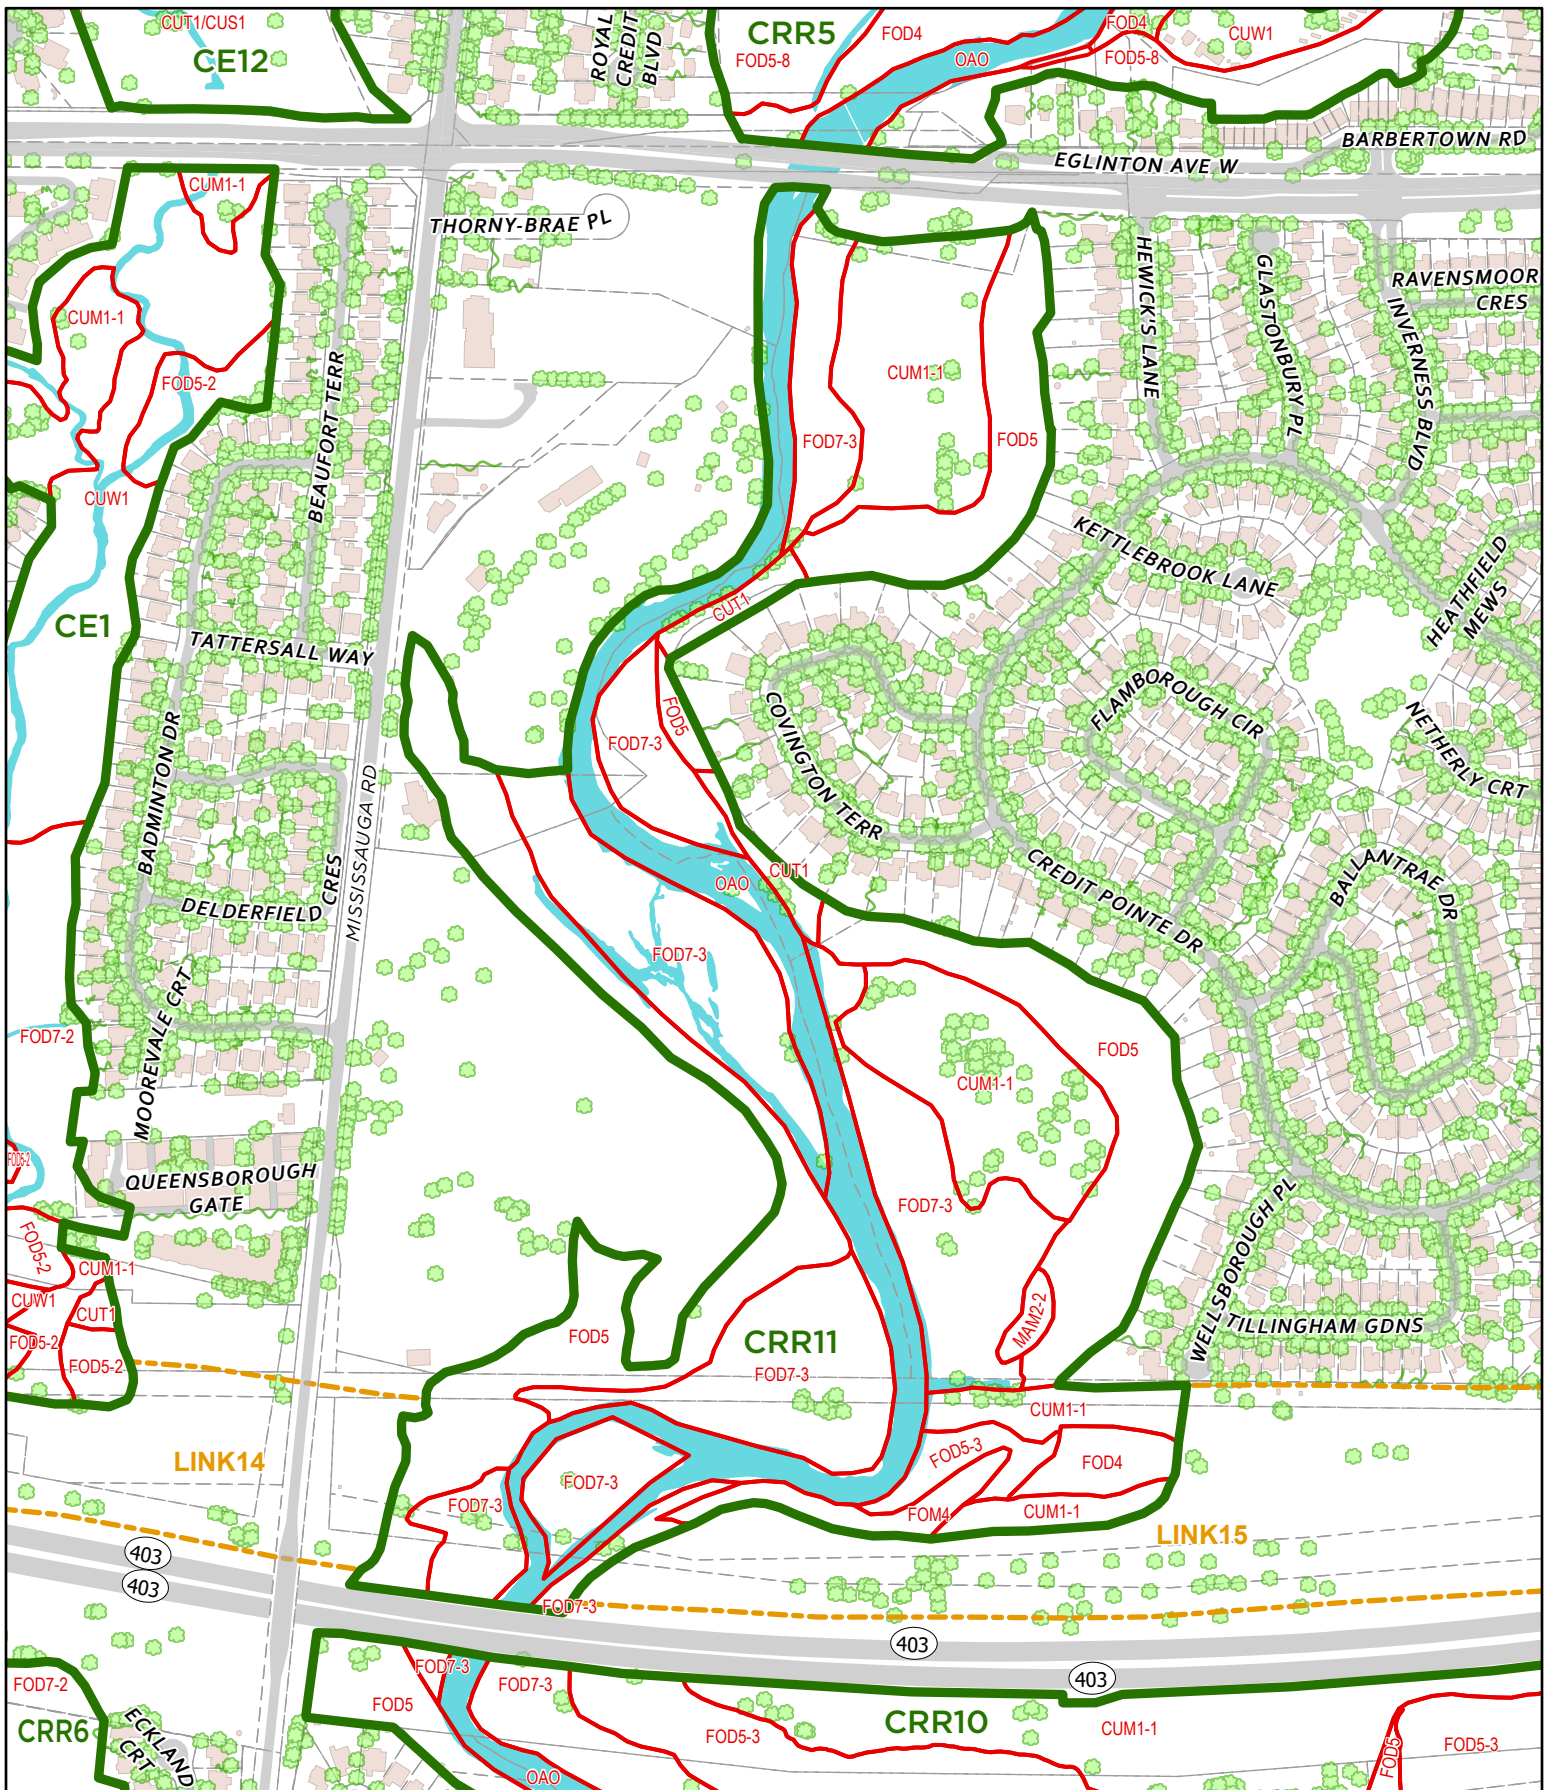 CUT1/CUS1
CE12
ROYAL
CREDIT
BLVD
CRR5
FOD5-8
FOD4
OAO
FOD4
FOD5-8
CUW1
BARBERTOWN RD
EGLINTON AVE W
CUM1-1
THORNY-BRAE PL
HEWICK'S LANE
GLASTONBURY PL
INVERNESS BLVD
RAVENSMOOR
CRES
CUM1-1
FOD5-2
BEAUFORT TERR
CUM1-1
FOD7-3
FOD5
CUW1
KETTLEBROOK LANE
HEATHFIELD
MEWS
CE1
CUT1
TATTERSALL WAY
FLAMBOROUGH CIR
FOD5
FOD7-3
COVINGTON TERR
NETHERLY CRT
BADMINTON DR
MISSISSAUGA RD
CUT1
OAO
CREDIT POINTE DR
BALLANTRAE DR
DELDERFIELD
CRES
FOD7-3
MOOREVALE CRT
FOD7-2
FOD5
CUM1-1
FOD5-2
QUEENSBOROUGH
GATE
FOD7-3
WELLSBOROUGH PL
FOD5-2
CUM1-1
CUW1
CUT1
FOD5-2
FOD5-2
FOD5
CRR11
FOD7-3
MAM2-2
TILLINGHAM GDNS
CUM1-1
LINK14
FOD5-3
FOD4
FOD7-3
FOD7-3
FOM4
CUM1-1
LINK15
403
403
FOD7-3
403
403
FOD7-3
FOD7-3
FOD7-2
FOD5
CRR6
ECKLAND
CRT
CRR10
FOD5-3
CUM1-1
FOD5
FOD5-3
OAO